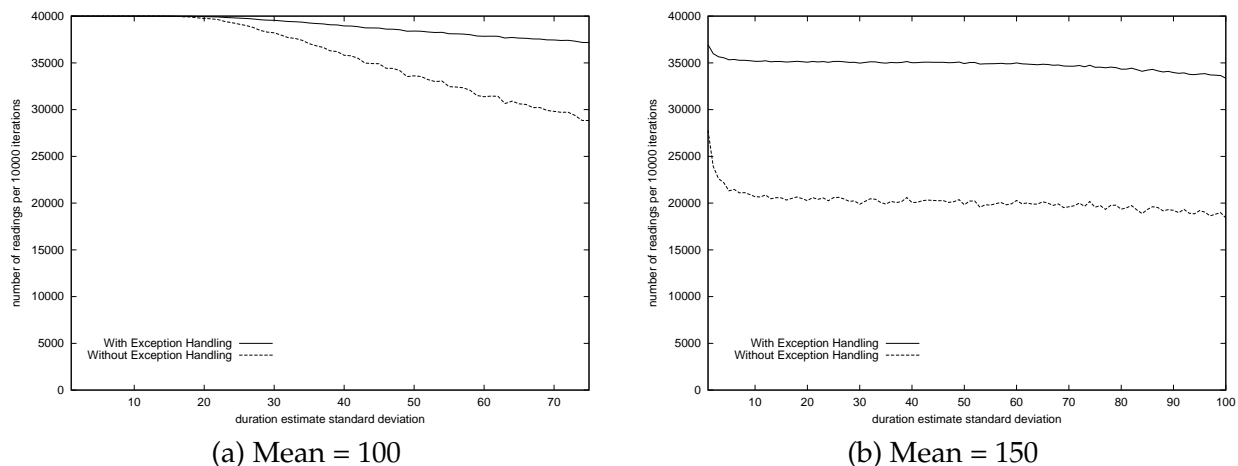 number of readings per 10000 iterations
40000
35000
30000
25000
20000
15000
10000
5000
0
With Exception Handling
Without Exception Handling
10 20 30 40 50 60 70
duration estimate standard deviation
(a) Mean = 100
number of readings per 10000 iterations
40000
35000
30000
25000
20000
15000
10000
5000
0
With Exception Handling
Without Exception Handling
10 20 30 40 50 60 70 80 90 100
duration estimate standard deviation
(b) Mean = 150